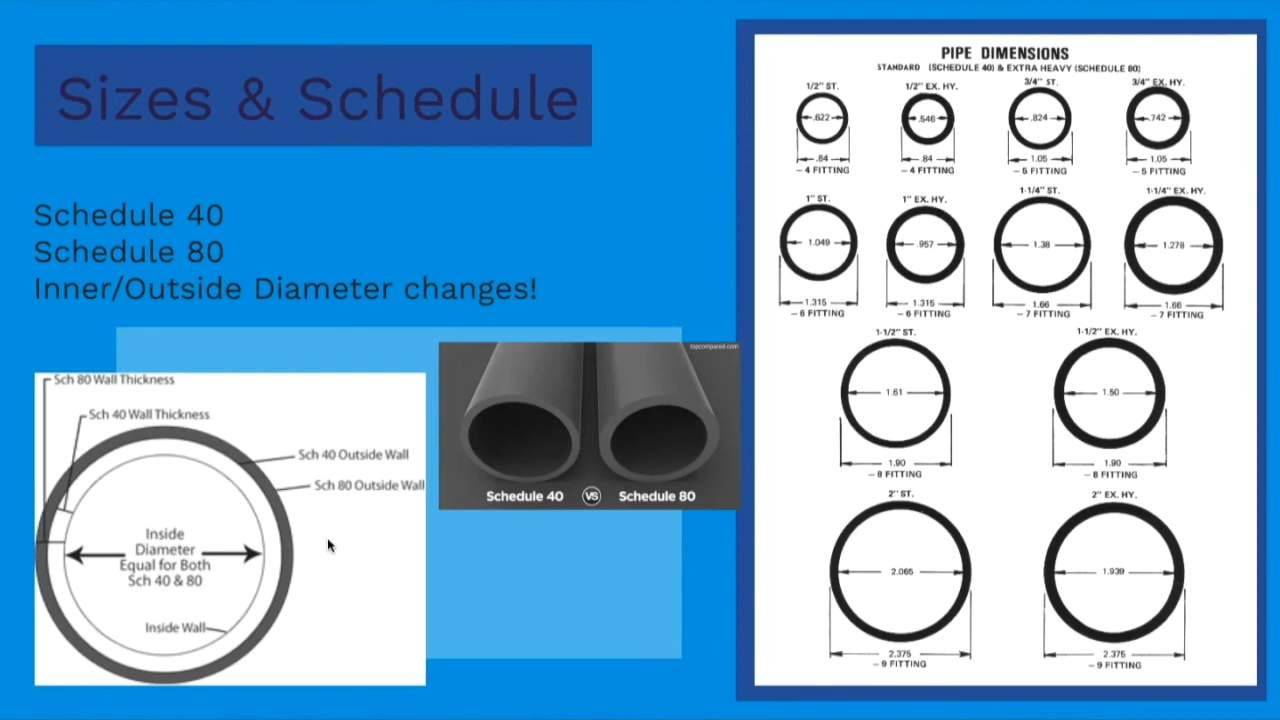 Sizes & Schedule
Schedule 40
Schedule 80
Inner/Outside Diameter changes!
Sch 80 Wall Thickness
Sch 40 Wall Thickness
Sch 40 Outside Wall
Sch 80 Outside Wall
Inside
Diameter
Equal for Both
Sch 40 & 80
Inside Wall
topcompared.com
Schedule 40 VS Schedule 80
PIPE DIMENSIONS
STANDARD (SCHEDULE 40) & EXTRA HEAVY (SCHEDULE 80)
1/2" ST. 1/2" EX. HY. 3/4" ST. 3/4" EX. HY.
.622 .546 .824 .742
.84 .84 1.05 1.05
– 4 FITTING – 4 FITTING – 5 FITTING – 5 FITTING
1" ST. 1" EX. HY. 1-1/4" ST. 1-1/4" EX. HY.
1.049 .957 1.38 1.278
1.315 1.315 1.66 1.66
– 6 FITTING – 6 FITTING – 7 FITTING – 7 FITTING
1-1/2" ST. 1-1/2" EX. HY.
1.61 1.50
1.90 1.90
– 8 FITTING – 8 FITTING
2" ST. 2" EX. HY.
2.065 1.939
2.375 2.375
– 9 FITTING – 9 FITTING